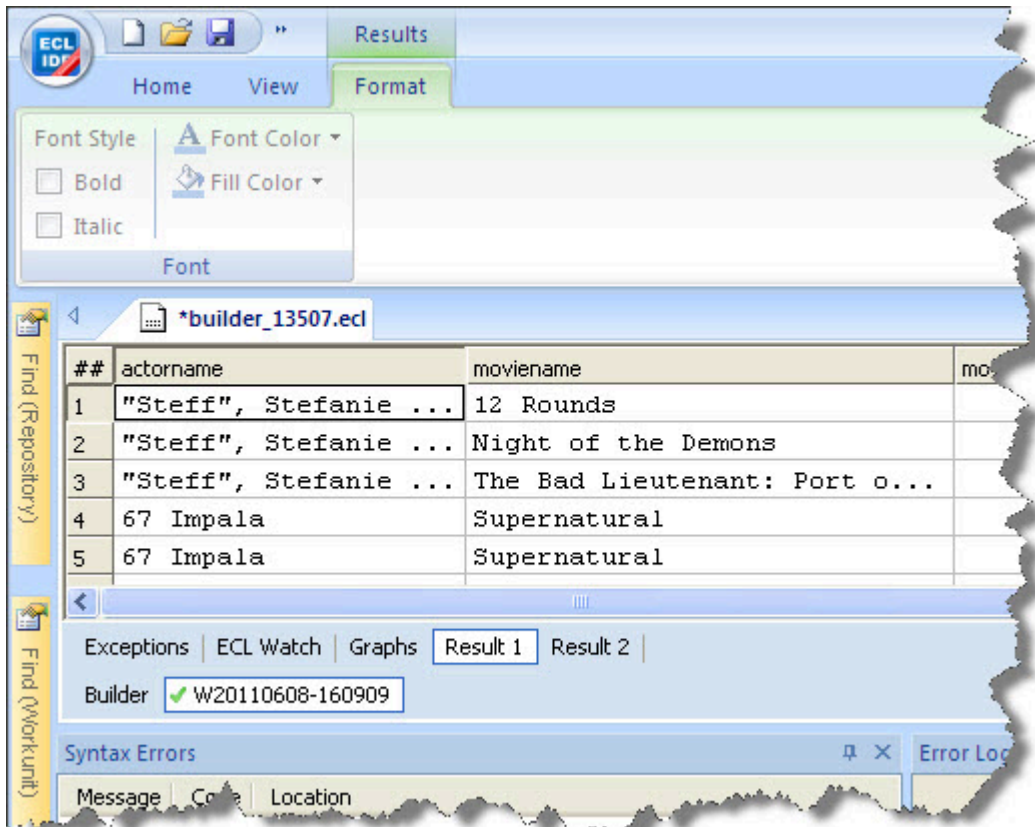 ECL
IDE
Results
Home View Format
Font Style Font Color
Bold Fill Color
Italic
Font
Find (Repository)
*builder_13507.ecl
## actorname moviename
1 "Steff", Stefanie ... 12 Rounds
2 "Steff", Stefanie ... Night of the Demons
3 "Steff", Stefanie ... The Bad Lieutenant: Port o...
4 67 Impala Supernatural
5 67 Impala Supernatural
Find (Workunit)
Exceptions ECL Watch Graphs Result 1 Result 2
Builder W20110608-160909
Syntax Errors Error Log
Message Code Location